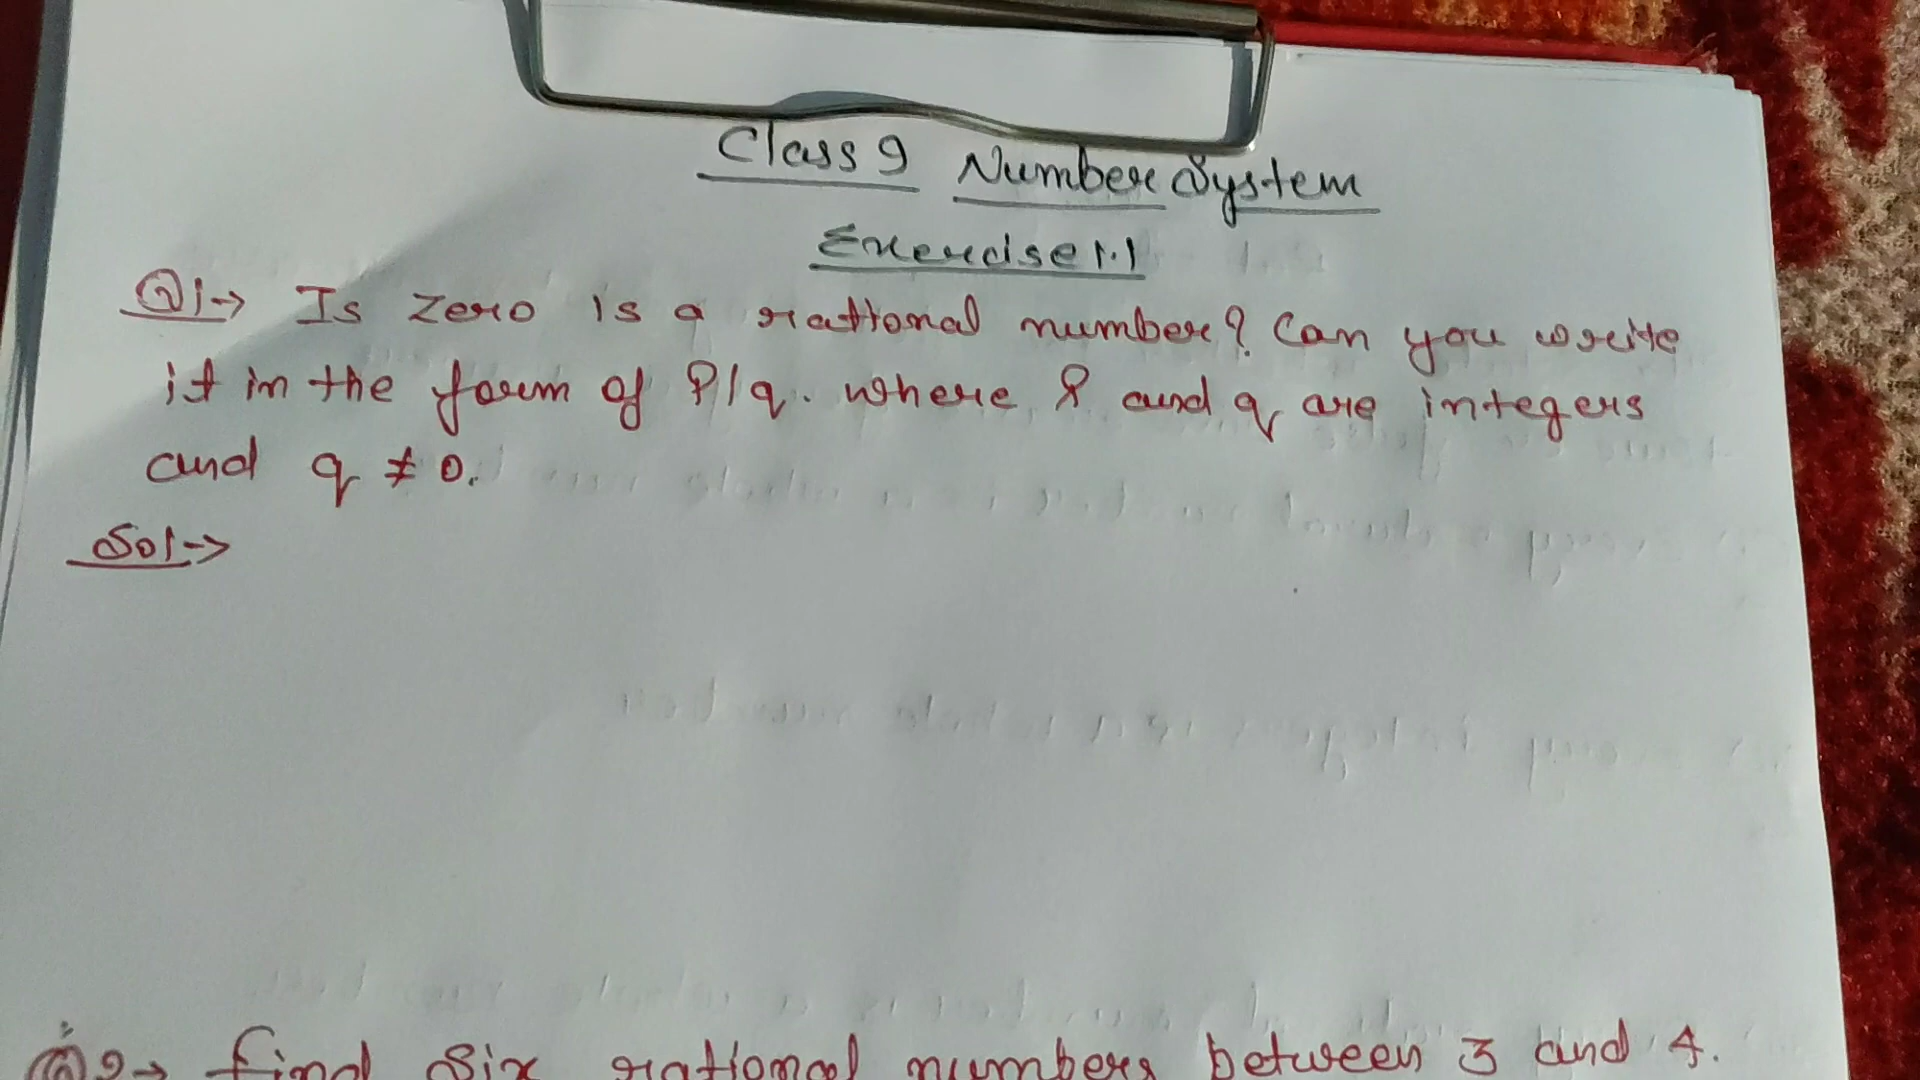 Class 9 Number System
Exercise 1.1
Q1→ Is zero is a rational number? Can you write
it in the form of P/q. where P and q are integers
and q ≠ 0.
Sol→
Q2→ find Six rational numbers between 3 and 4.